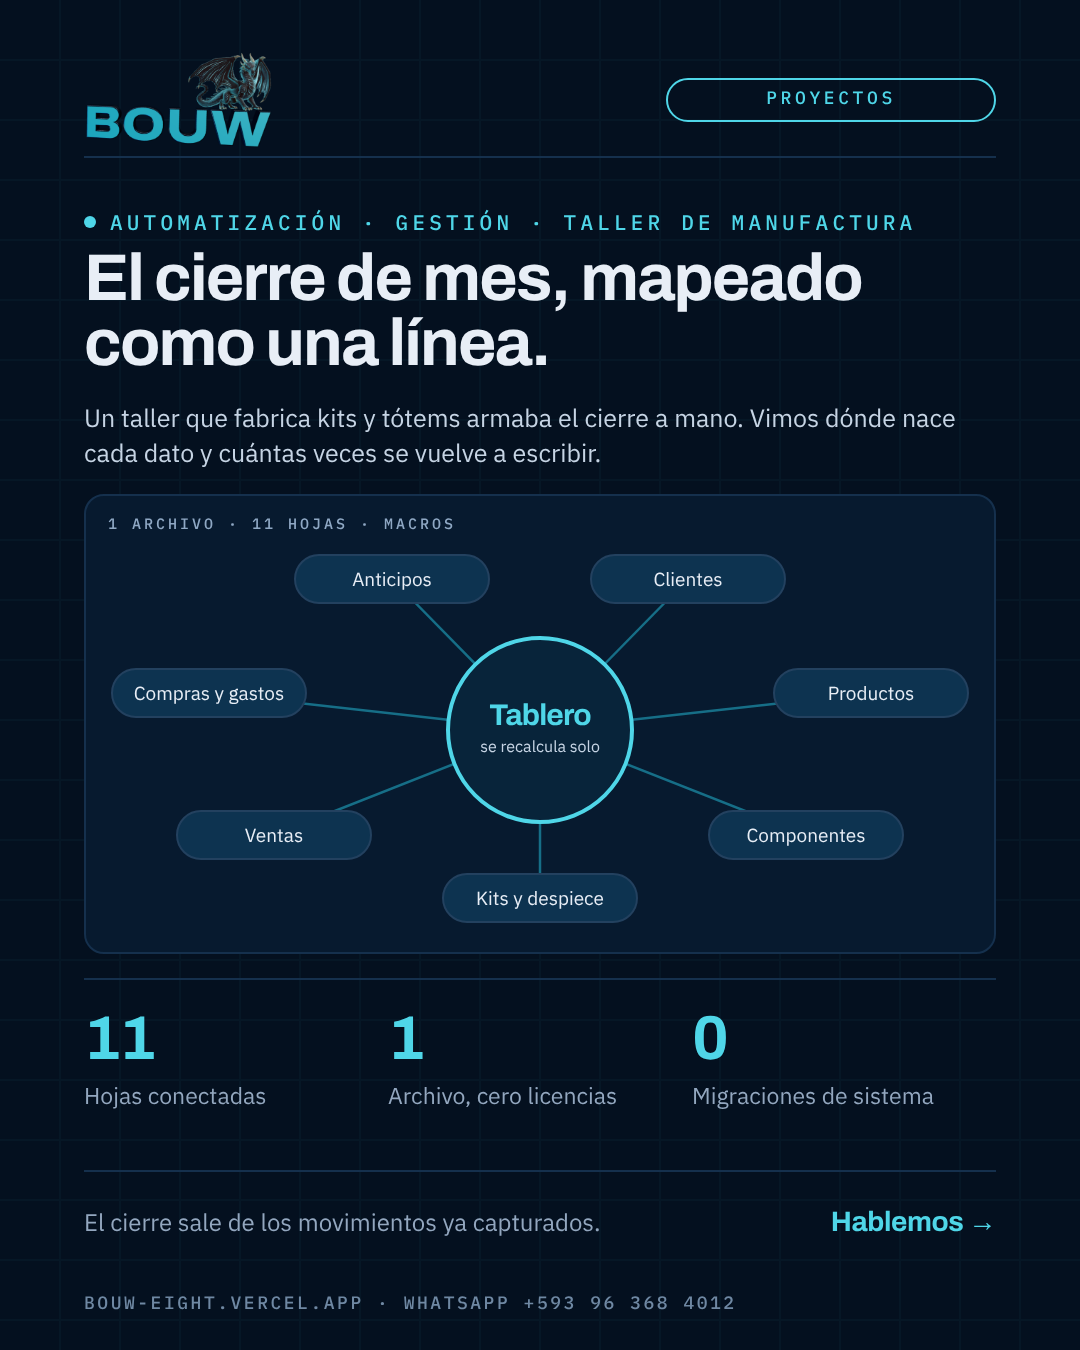 BOUW
PROYECTOS
AUTOMATIZACIÓN · GESTIÓN · TALLER DE MANUFACTURA
El cierre de mes, mapeado
como una línea.
Un taller que fabrica kits y tótems armaba el cierre a mano. Vimos dónde nace
cada dato y cuántas veces se vuelve a escribir.
1 ARCHIVO · 11 HOJAS · MACROS
Anticipos
Clientes
Compras y gastos
Productos
Tablero
se recalcula solo
Ventas
Componentes
Kits y despiece
11
Hojas conectadas
1
Archivo, cero licencias
0
Migraciones de sistema
El cierre sale de los movimientos ya capturados.
Hablemos →
BOUW-EIGHT.VERCEL.APP · WHATSAPP +593 96 368 4012